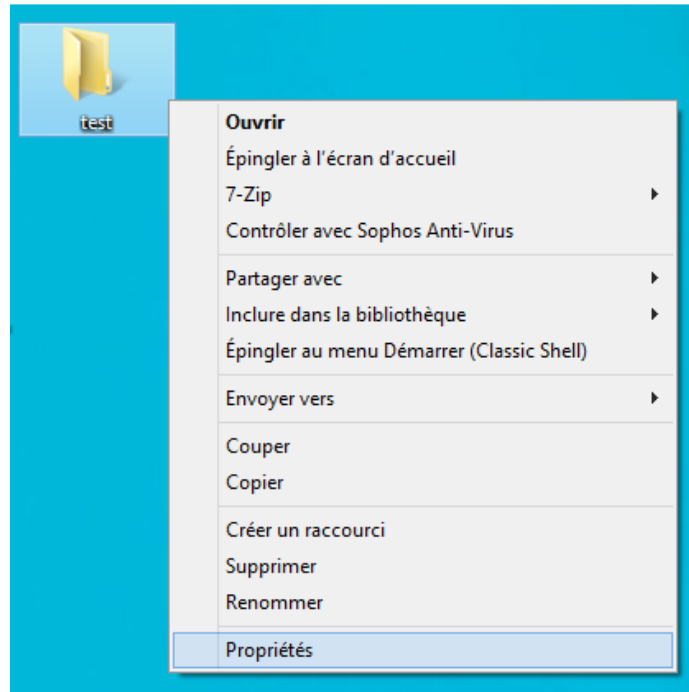 test
Ouvrir
Épingler à l'écran d'accueil
7-Zip
Contrôler avec Sophos Anti-Virus
Partager avec
Inclure dans la bibliothèque
Épingler au menu Démarrer (Classic Shell)
Envoyer vers
Couper
Copier
Créer un raccourci
Supprimer
Renommer
Propriétés